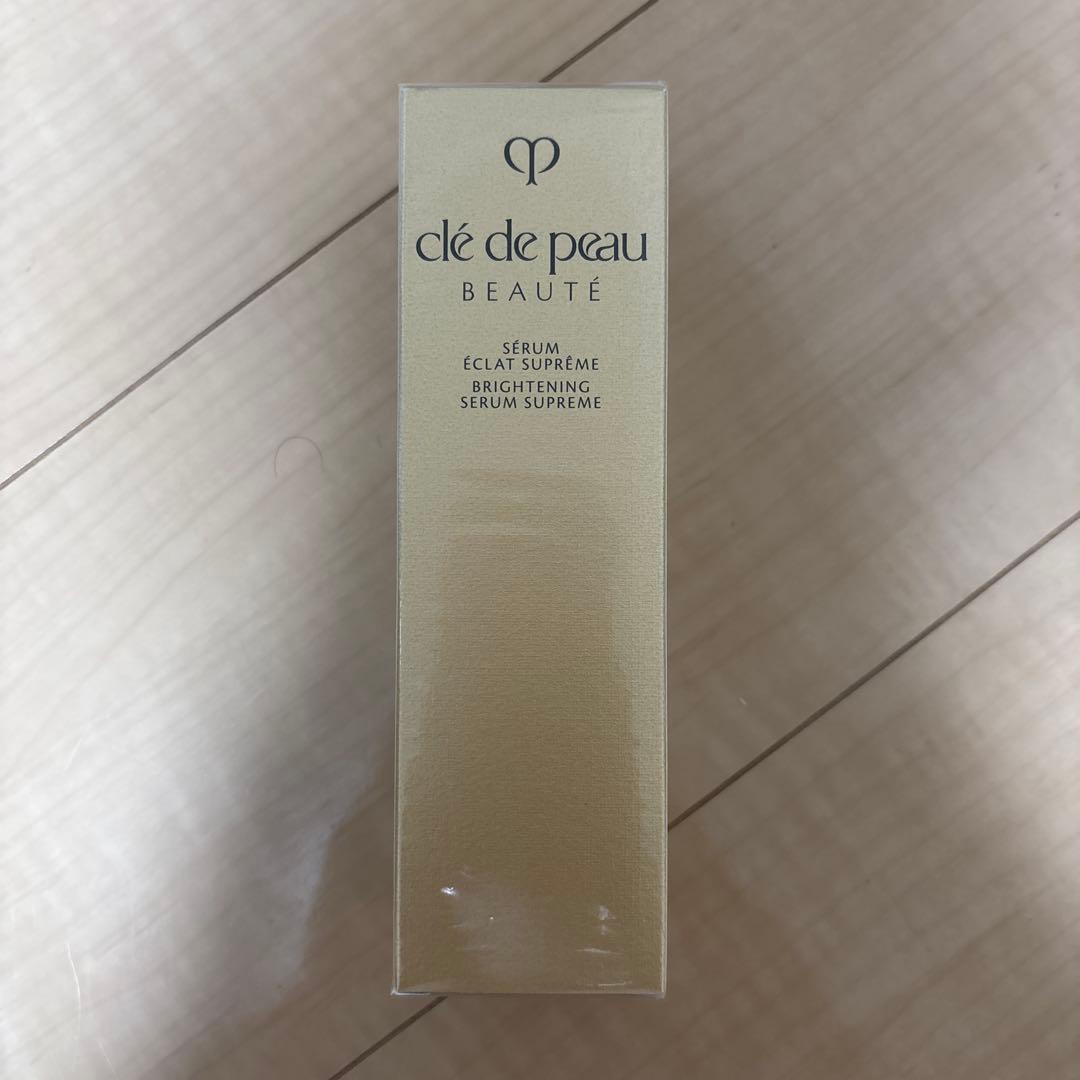 clé de peau
BEAUTÉ
SÉRUM
ÉCLAT SUPRÊME
BRIGHTENING
SERUM SUPREME